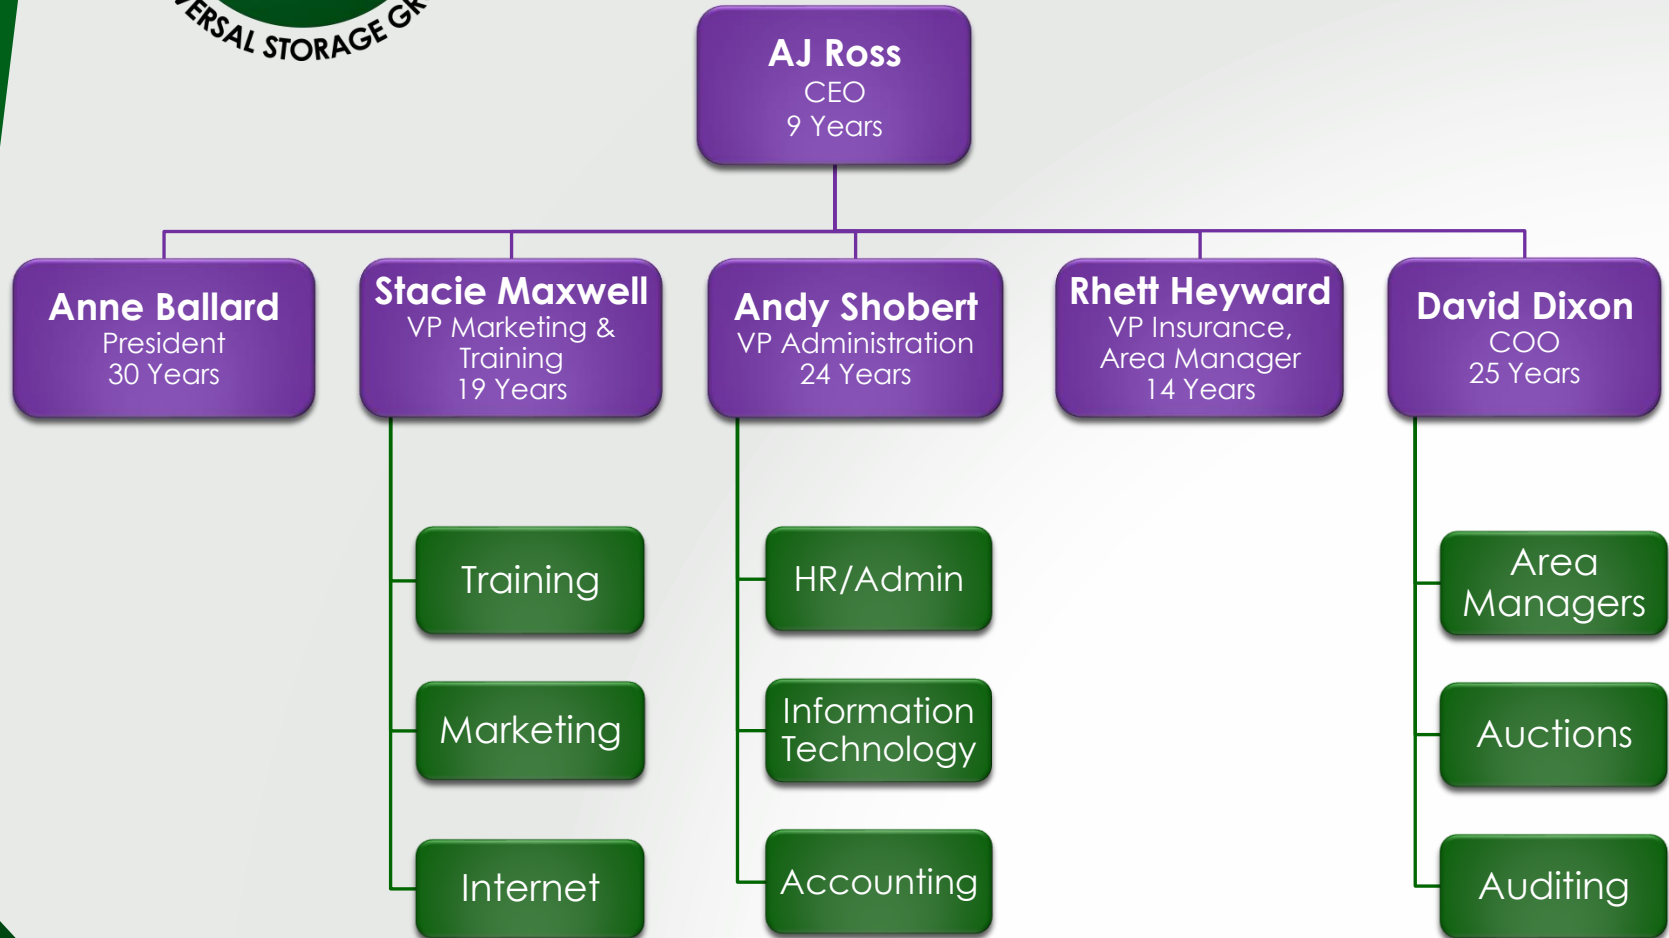 STORAGE
AJ Ross
CEO
9 Years
Anne Ballard
President
30 Years
Stacie Maxwell
VP Marketing &
Training
19 Years
Andy Shobert
VP Administration
24 Years
Rhett Heyward
VP Insurance,
Area Manager
14 Years
David Dixon
COO
25 Years
Training
Marketing
Internet
HR/Admin
Information
Technology
Accounting
Area
Managers
Auctions
Auditing